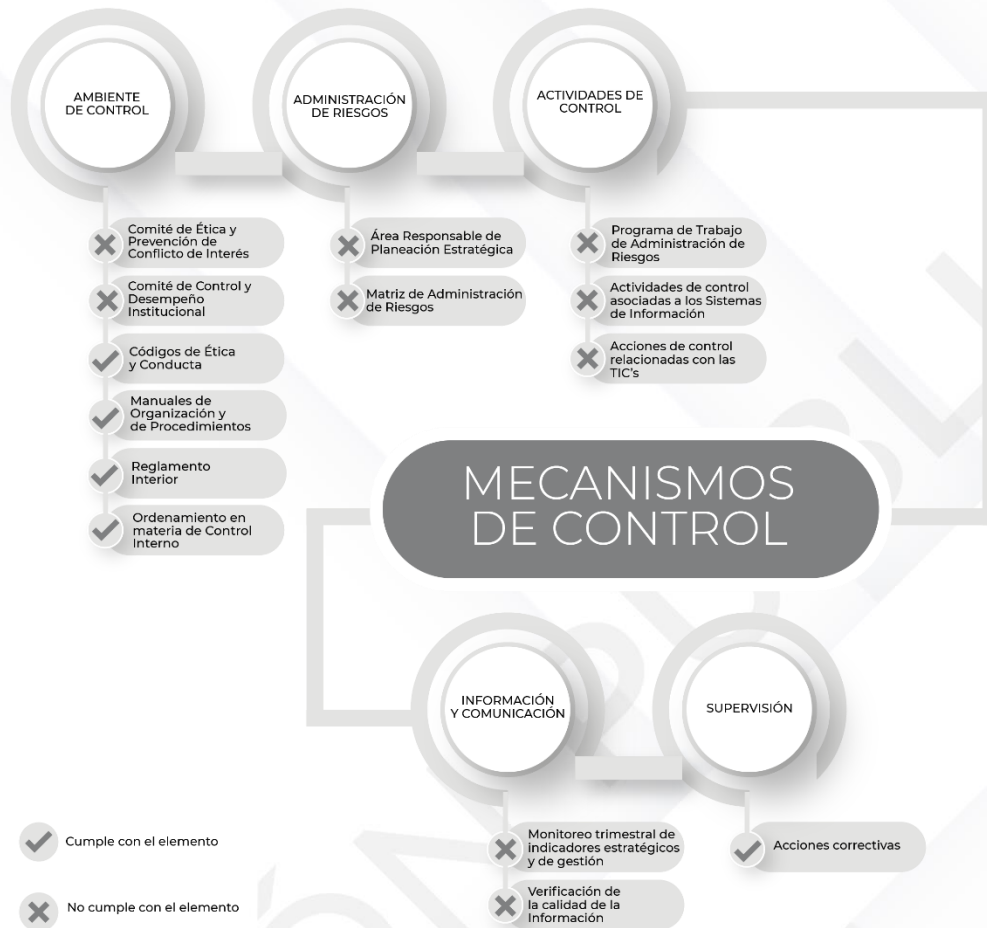 AMBIENTE
DE CONTROL
ADMINISTRACIÓN
DE RIESGOS
ACTIVIDADES DE
CONTROL
Comité de Ética y
Prevención de
Conflicto de Interés
Comité de Control y
Desempeño
Institucional
Códigos de Ética
y Conducta
Manuales de
Organización y
de Procedimientos
Reglamento
Interior
Ordenamiento en
materia de Control
Interno
Área Responsable de
Planeación Estratégica
Matriz de Administración
de Riesgos
Programa de Trabajo
de Administración de
Riesgos
Actividades de control
asociadas a los Sistemas
de Información
Acciones de control
relacionadas con las
TIC's
MECANISMOS
DE CONTROL
INFORMACIÓN
Y COMUNICACIÓN
SUPERVISIÓN
Monitoreo trimestral de
indicadores estratégicos
y de gestión
Verificación de
la calidad de la
Información
Acciones correctivas
Cumple con el elemento
No cumple con el elemento